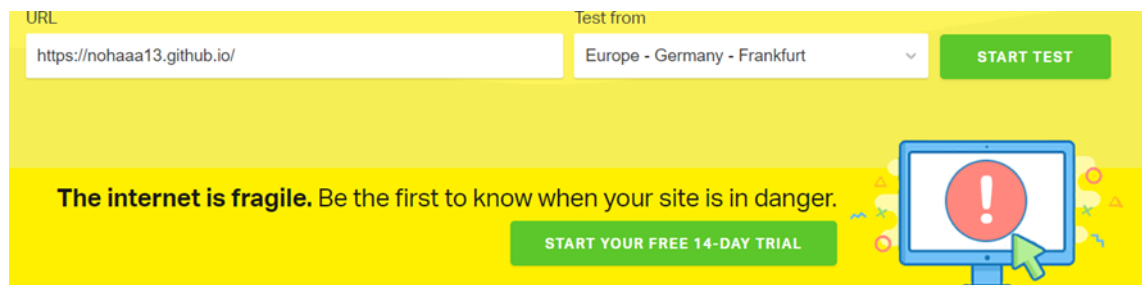 URL
Test from
https://nohaaa13.github.io/
Europe - Germany - Frankfurt
START TEST
The internet is fragile. Be the first to know when your site is in danger.
START YOUR FREE 14-DAY TRIAL
!